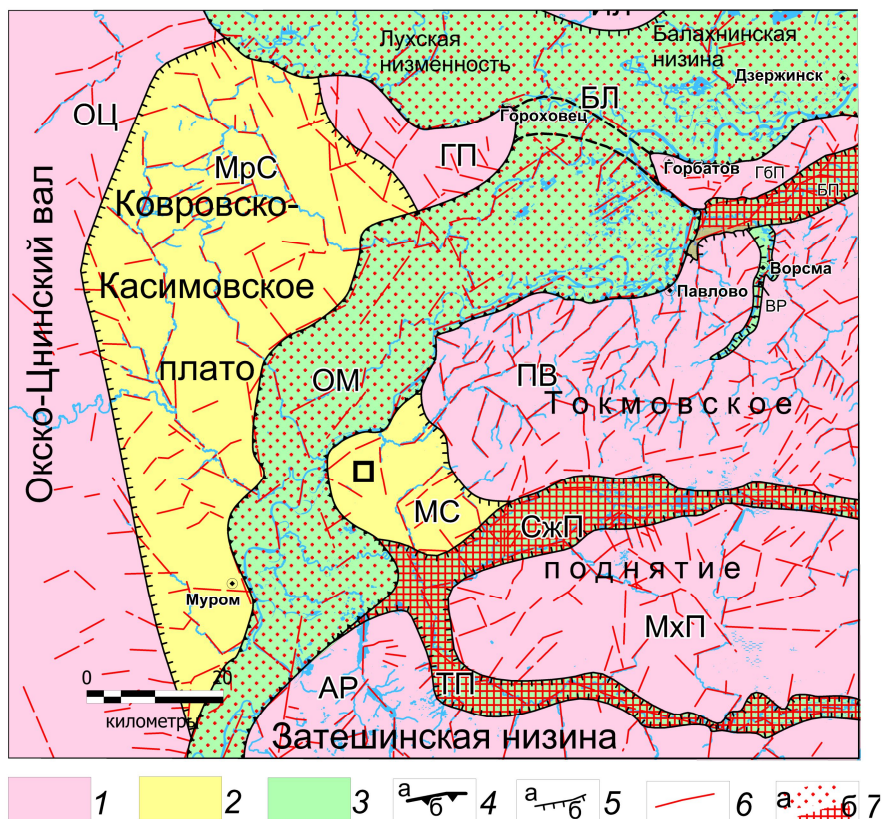 Лухская
низменность
Балахнинская
низина
Дзержинск
ОЦ
БЛ
Гороховец
ГП
МрС
Горбатов
ГбП
БП
Ковровско-
Касимовское
плато
Окско-Цнинский вал
Ворсма
Павлово
ВР
ОМ
ПВ
Токмовское
МС
СжП
поднятие
Муром
МхП
0 20
километры
АР
ТП
Затешинская низина
1 2 3 а б 4 а б 5 6 а б 7